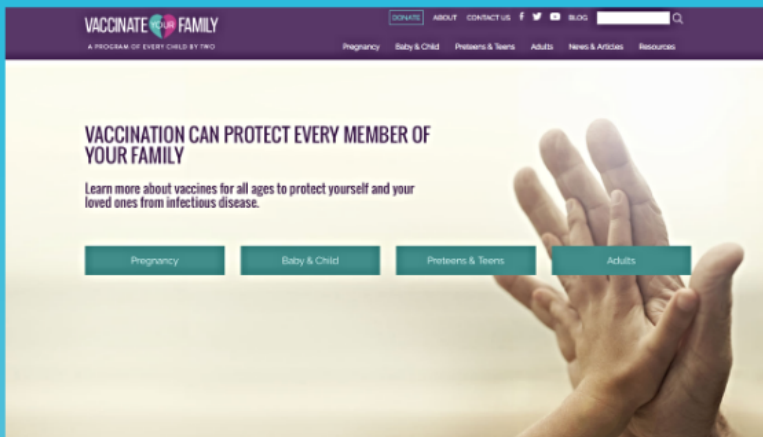 VACCINATE YOUR FAMILY
A PROGRAM OF EVERY CHILD BY TWO
DONATE ABOUT CONTACT US BLOG
Pregnancy Baby & Child Preteens & Teens Adults News & Articles Resources
VACCINATION CAN PROTECT EVERY MEMBER OF
YOUR FAMILY
Learn more about vaccines for all ages to protect yourself and your
loved ones from infectious disease.
Pregnancy Baby & Child Preteens & Teens Adults